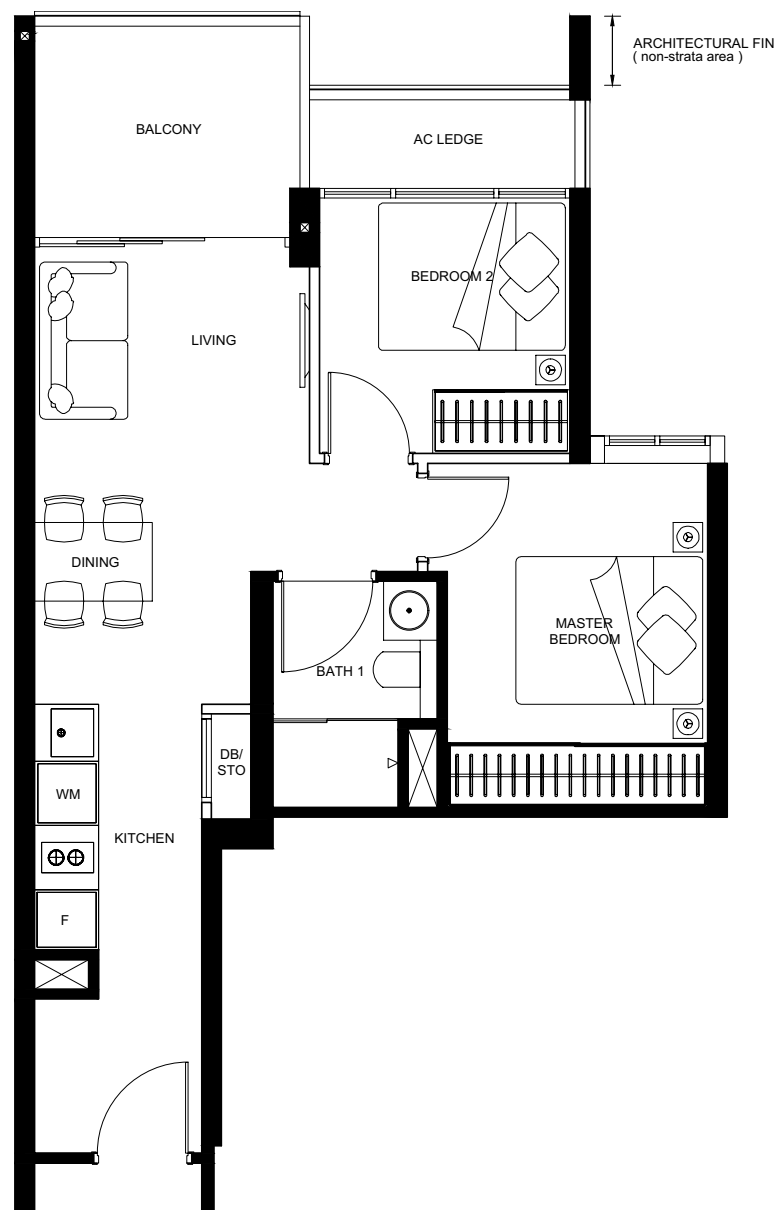 ARCHITECTURAL FIN
( non-strata area )
BALCONY
AC LEDGE
BEDROOM 2
LIVING
DINING
MASTER
BEDROOM
BATH 1
DB/
STO
WM
KITCHEN
F